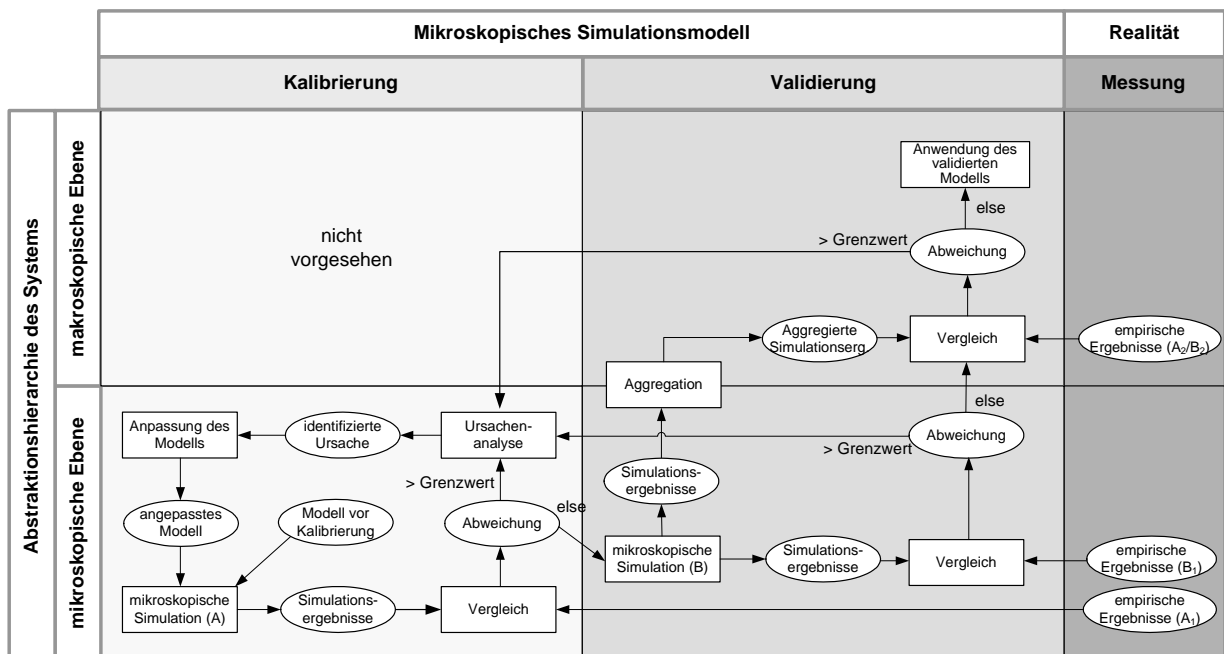 Mikroskopisches Simulationsmodell
Realität
Kalibrierung
Validierung
Messung
Abstraktionshierarchie des Systems
makroskopische Ebene
nicht
vorgesehen
Anwendung des
validierten
Modells
else
> Grenzwert
Abweichung
Aggregierte
Simulationserg
Vergleich
empirische
Ergebnisse (A₂/B₂)
Aggregation
mikroskopische Ebene
Anpassung des
Modells
identifizierte
Ursache
Ursachen-
analyse
else
Abweichung
> Grenzwert
> Grenzwert
Simulations-
ergebnisse
angepasstes
Modell
Modell vor
Kalibrierung
Abweichung
else
mikroskopische
Simulation (B)
Simulations-
ergebnisse
Vergleich
empirische
Ergebnisse (B₁)
mikroskopische
Simulation (A)
Simulations-
ergebnisse
Vergleich
empirische
Ergebnisse (A₁)